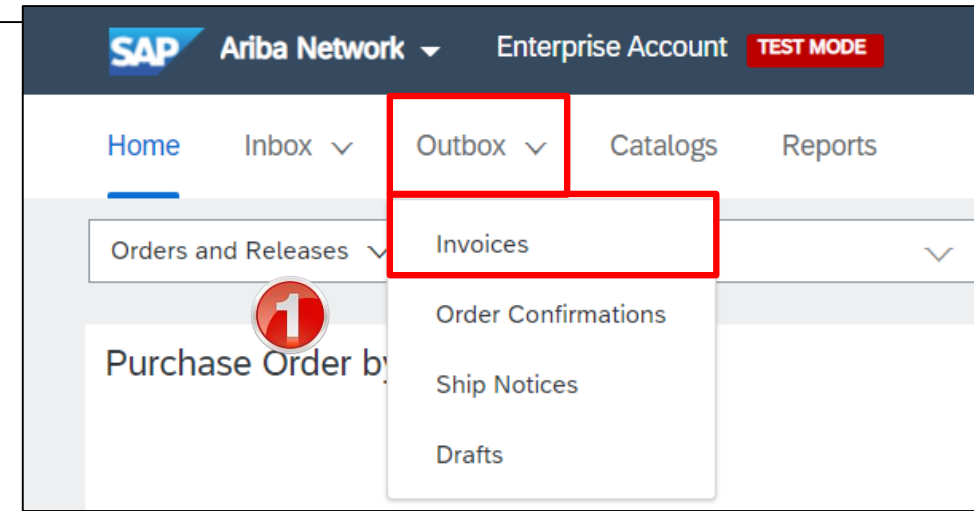 SAP Ariba Network Enterprise Account TEST MODE
Home Inbox Outbox Catalogs Reports
Orders and Releases
Invoices
1
Order Confirmations
Purchase Order by
Ship Notices
Drafts